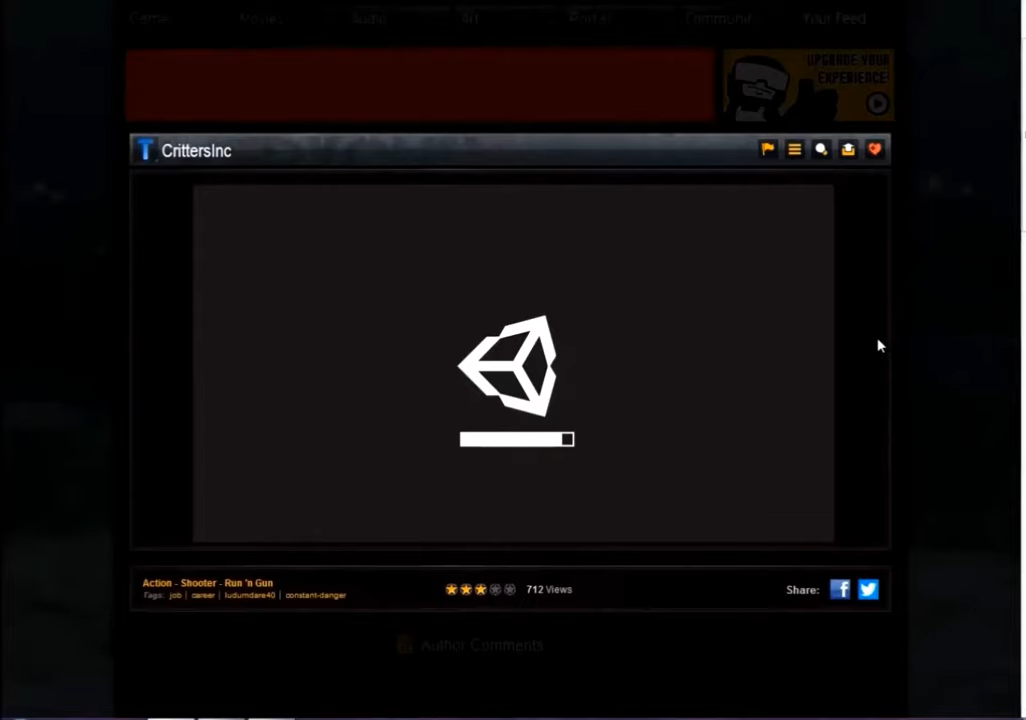 Games Movies Audio Art Portal Community Your Feed
UPGRADE YOUR
EXPERIENCE
T CrittersInc
Action - Shooter - Run 'n Gun
712 Views
Share:
Tags: job | career | ludumdare40 | constant-danger
Author Comments